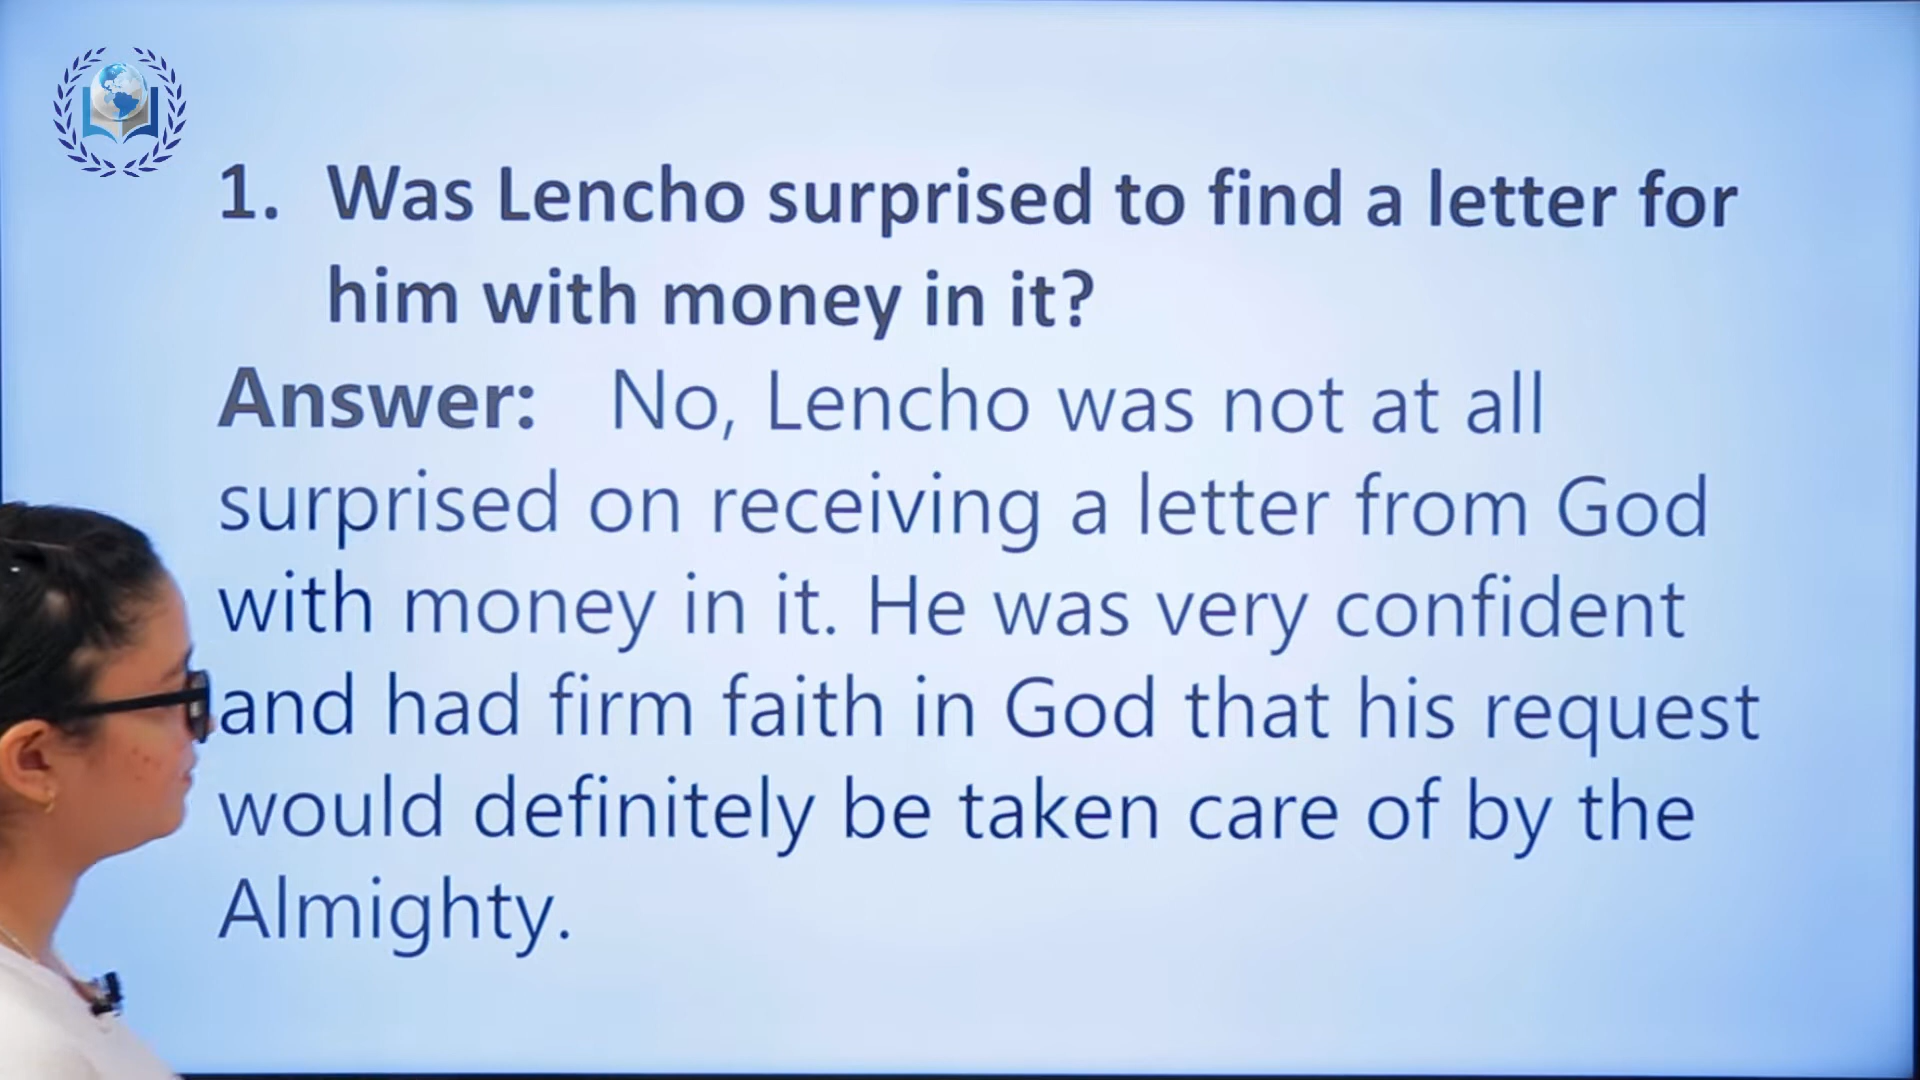 1. Was Lencho surprised to find a letter for
him with money in it?
Answer: No, Lencho was not at all
surprised on receiving a letter from God
with money in it. He was very confident
and had firm faith in God that his request
would definitely be taken care of by the
Almighty.